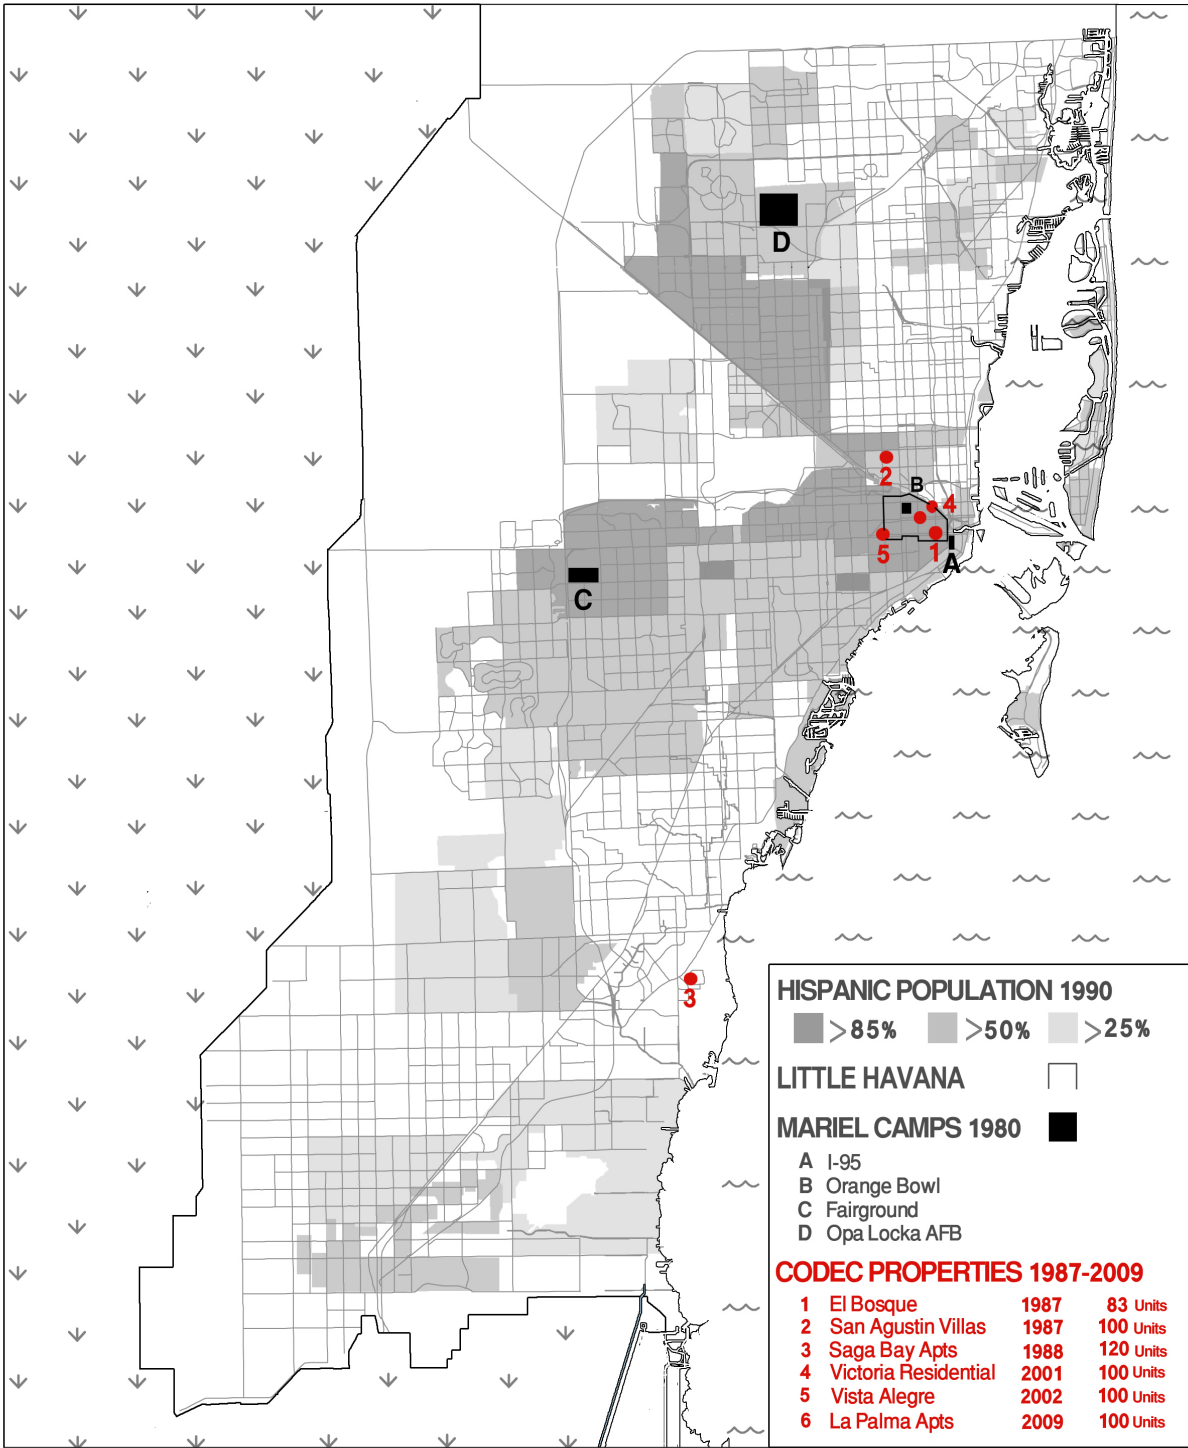 D
2
B
4
5
1
A
C
3
HISPANIC POPULATION 1990
>85% >50% >25%
LITTLE HAVANA
MARIEL CAMPS 1980
A I-95
B Orange Bowl
C Fairground
D Opa Locka AFB
CODEC PROPERTIES 1987-2009
1 El Bosque 1987 83 Units
2 San Agustin Villas 1987 100 Units
3 Saga Bay Apts 1988 120 Units
4 Victoria Residential 2001 100 Units
5 Vista Alegre 2002 100 Units
6 La Palma Apts 2009 100 Units